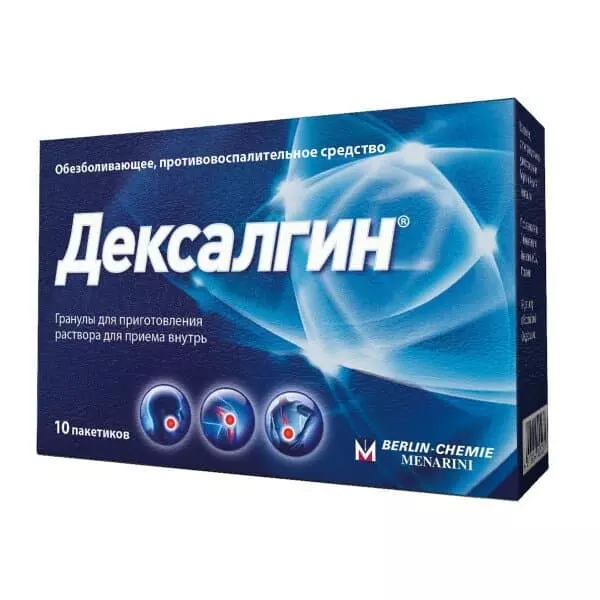 Обезболивающее, противовоспалительное средство
Дексалгин®
Гранулы для приготовления
раствора для приема внутрь
10 пакетиков
BERLIN-CHEMIE
MENARINI